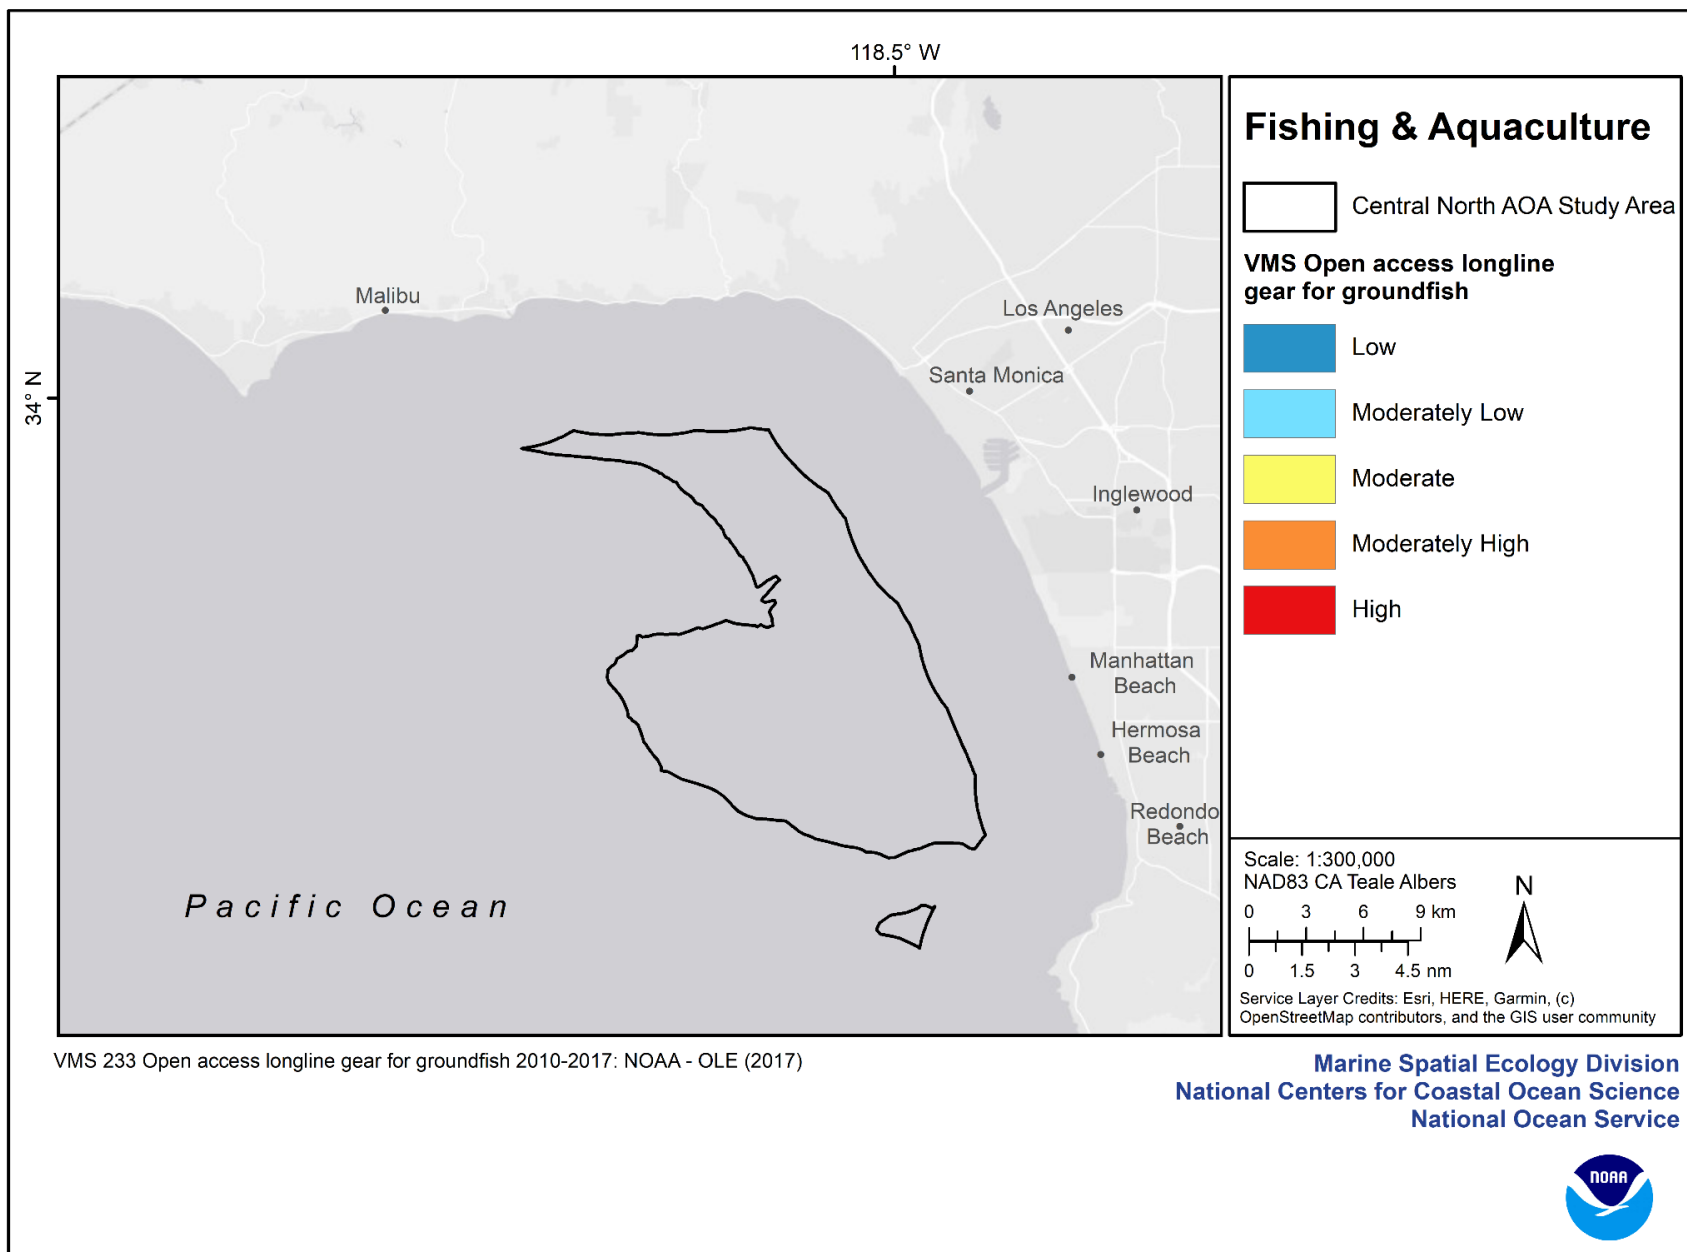 118.5° W
34° N
Malibu
Los Angeles
Santa Monica
Inglewood
Manhattan
Beach
Hermosa
Beach
Redondo
Beach
Pacific Ocean
Fishing & Aquaculture
Central North AOA Study Area
VMS Open access longline
gear for groundfish
Low
Moderately Low
Moderate
Moderately High
High
Scale: 1:300,000
NAD83 CA Teale Albers
0 3 6 9 km
0 1.5 3 4.5 nm
N
Service Layer Credits: Esri, HERE, Garmin, (c)
OpenStreetMap contributors, and the GIS user community
VMS 233 Open access longline gear for groundfish 2010-2017: NOAA - OLE (2017)
Marine Spatial Ecology Division
National Centers for Coastal Ocean Science
National Ocean Service
NOAA